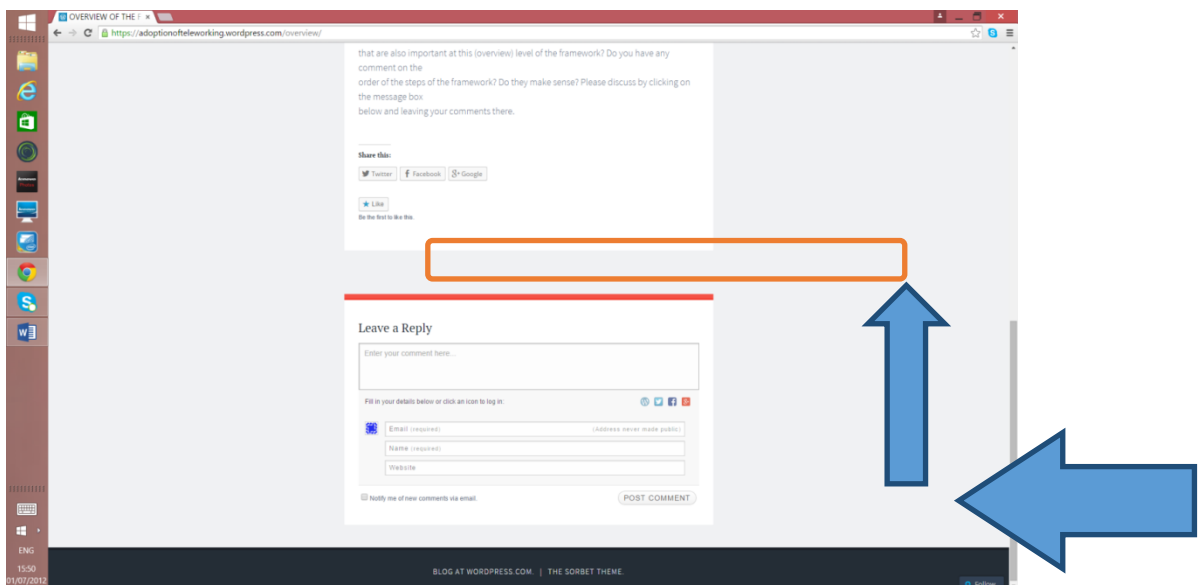 OVERVIEW OF THE F
https://adoptionofteleworking.wordpress.com/overview/
that are also important at this (overview) level of the framework? Do you have any
comment on the
order of the steps of the framework? Do they make sense? Please discuss by clicking on
the message box
below and leaving your comments there.
Share this:
Twitter Facebook Google
Like
Be the first to like this.
Leave a Reply
Enter your comment here...
Fill in your details below or click an icon to log in:
Email (required) (Address never made public)
Name (required)
Website
Notify me of new comments via email.
POST COMMENT
BLOG AT WORDPRESS.COM. | THE SORBET THEME.
Follow
ENG
15:50
01/07/2012